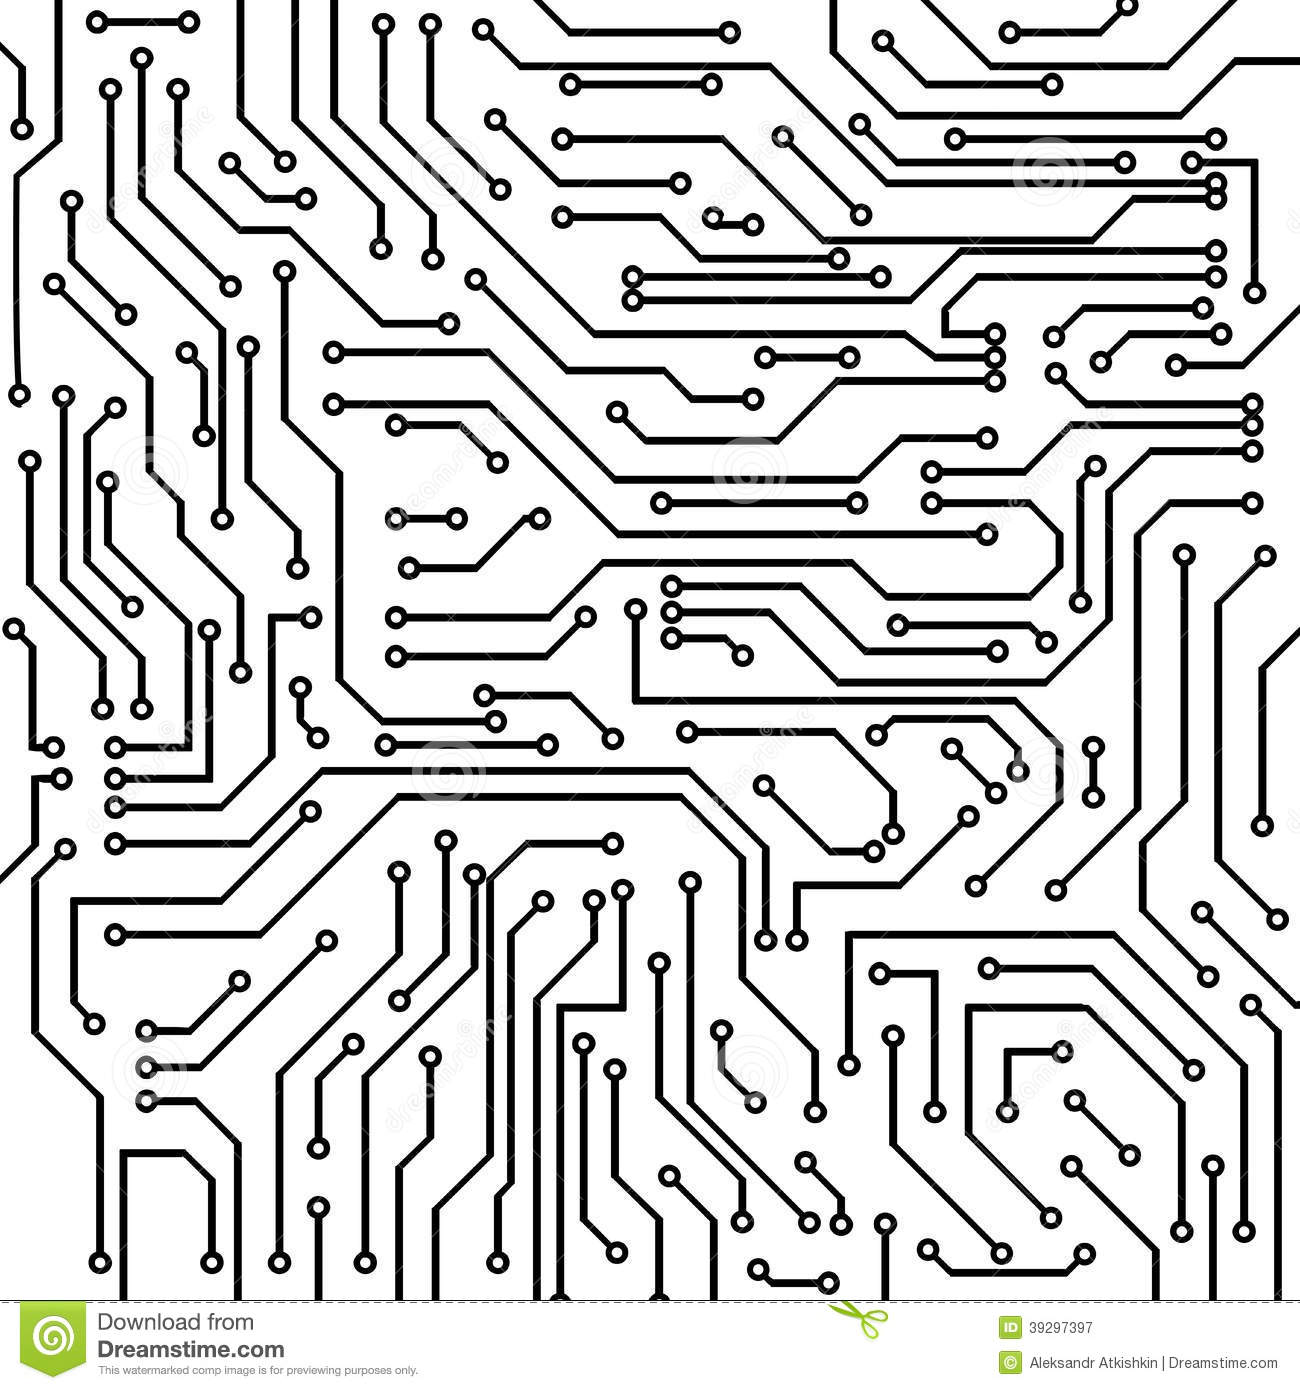 Download from
Dreamstime.com
This watermarked comp image is for previewing purposes only.
ID 39297397
© Aleksandr Atkishkin | Dreamstime.com